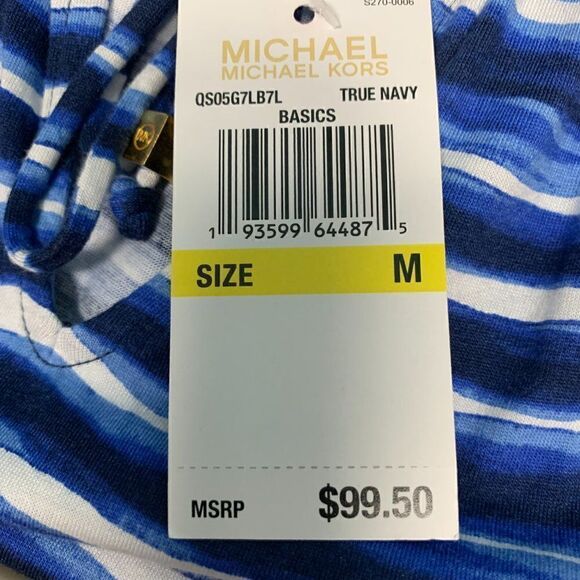 S270-0006
MICHAEL
MICHAEL KORS
QS05G7LB7L TRUE NAVY
BASICS
1 93599 64487 5
SIZE M
MSRP $99.50